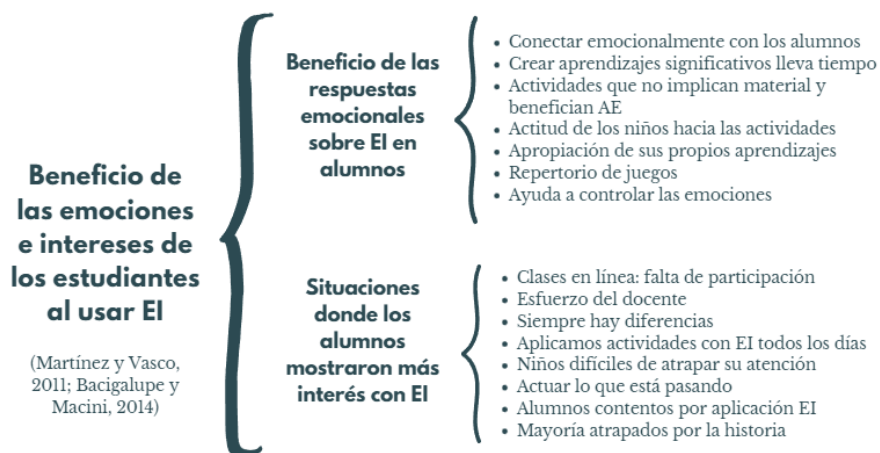 Beneficio de
las emociones
e intereses de
los estudiantes
al usar EI
(Martínez y Vasco,
2011; Bacigalupe y
Macini, 2014)
Beneficio de las
respuestas
emocionales
sobre EI en
alumnos
• Conectar emocionalmente con los alumnos
• Crear aprendizajes significativos lleva tiempo
• Actividades que no implican material y
benefician AE
• Actitud de los niños hacia las actividades
• Apropiación de sus propios aprendizajes
• Repertorio de juegos
• Ayuda a controlar las emociones
Situaciones
donde los
alumnos
mostraron más
interés con EI
• Clases en línea: falta de participación
• Esfuerzo del docente
• Siempre hay diferencias
• Aplicamos actividades con EI todos los días
• Niños difíciles de atrapar su atención
• Actuar lo que está pasando
• Alumnos contentos por aplicación EI
• Mayoría atrapados por la historia